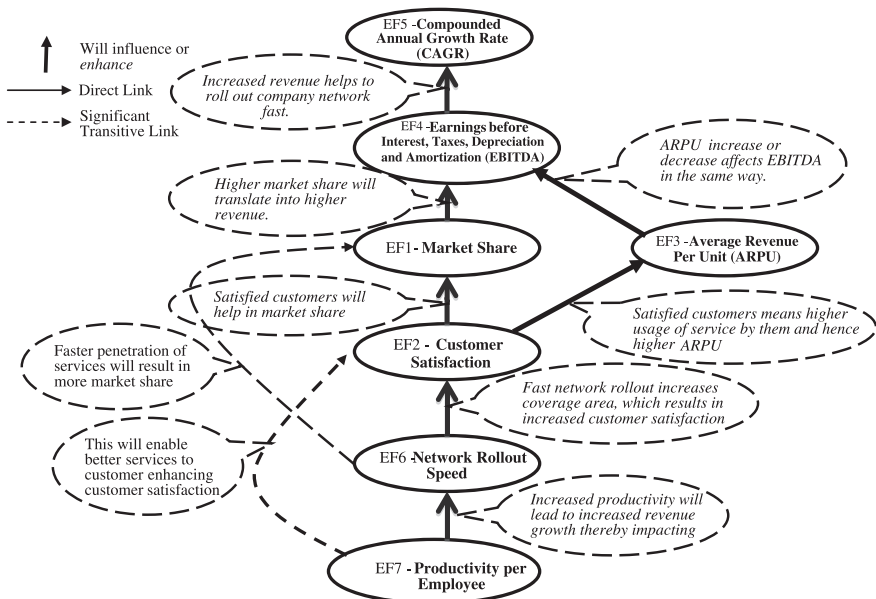 EF5 -Compounded
Annual Growth Rate
(CAGR)
Will influence or
enhance
Direct Link
Significant
Transitive Link
Increased revenue helps to
roll out company network
fast.
EF4 -Earnings before
Interest, Taxes, Depreciation
and Amortization (EBITDA)
ARPU increase or
decrease affects EBITDA
in the same way.
Higher market share will
translate into higher
revenue.
EF1- Market Share
EF3 -Average Revenue
Per Unit (ARPU)
Satisfied customers will
help in market share
Satisfied customers means higher
usage of service by them and hence
higher ARPU
EF2 - Customer
Satisfaction
Faster penetration of
services will result in
more market share
Fast network rollout increases
coverage area, which results in
increased customer satisfaction
This will enable
better services to
customer enhancing
customer satisfaction
EF6 -Network Rollout
Speed
Increased productivity will
lead to increased revenue
growth thereby impacting
EF7 - Productivity per
Employee